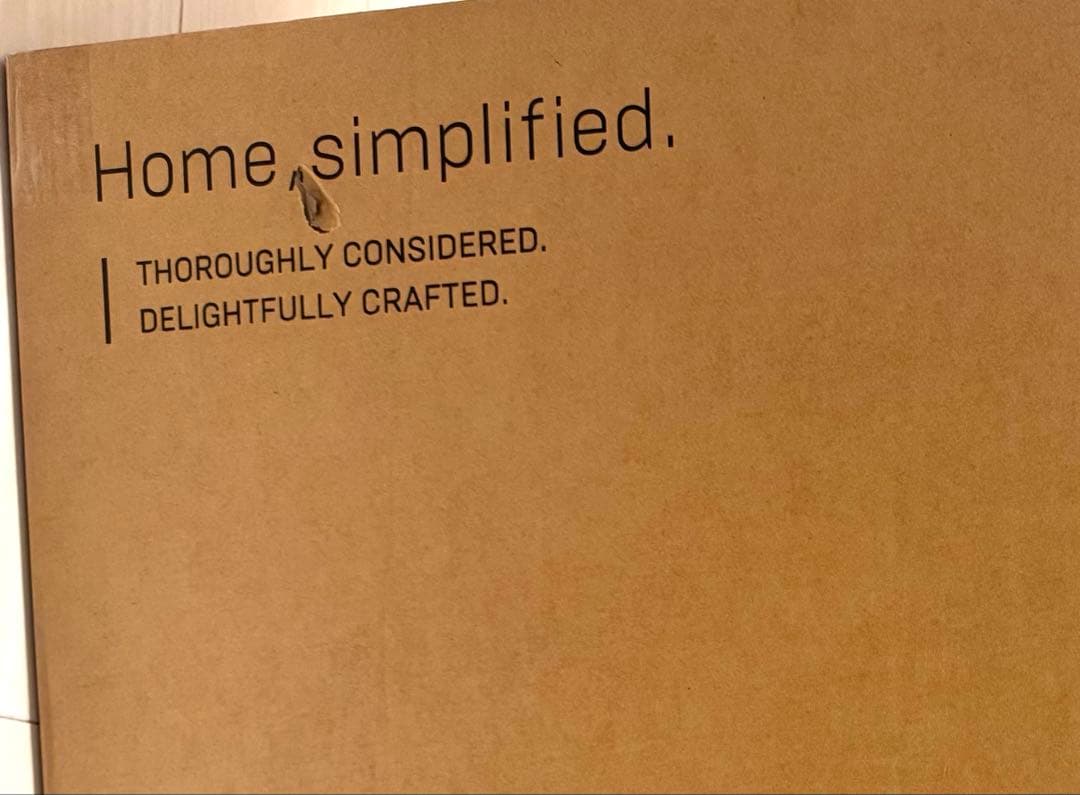 Home, simplified.
THOROUGHLY CONSIDERED.
DELIGHTFULLY CRAFTED.